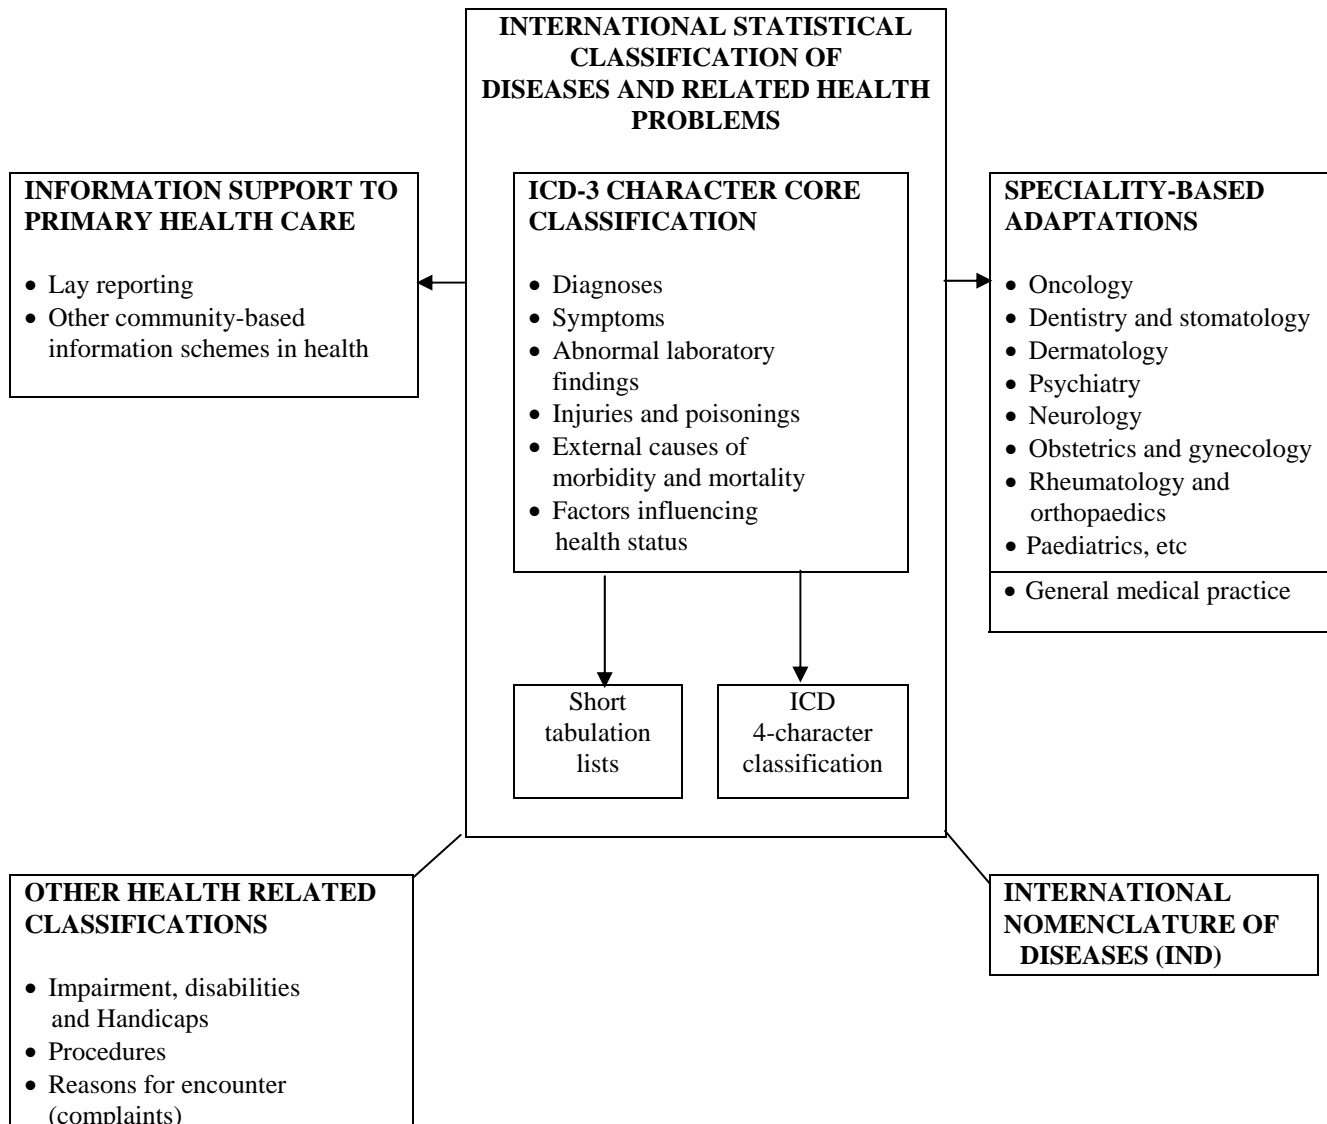 INTERNATIONAL STATISTICAL
CLASSIFICATION OF
DISEASES AND RELATED HEALTH
PROBLEMS
INFORMATION SUPPORT TO
PRIMARY HEALTH CARE
• Lay reporting
• Other community-based
information schemes in health
ICD-3 CHARACTER CORE
CLASSIFICATION
• Diagnoses
• Symptoms
• Abnormal laboratory
findings
• Injuries and poisonings
• External causes of
morbidity and mortality
• Factors influencing
health status
SPECIALITY-BASED
ADAPTATIONS
• Oncology
• Dentistry and stomatology
• Dermatology
• Psychiatry
• Neurology
• Obstetrics and gynecology
• Rheumatology and
orthopaedics
• Paediatrics, etc
• General medical practice
Short
tabulation
lists
ICD
4-character
classification
OTHER HEALTH RELATED
CLASSIFICATIONS
• Impairment, disabilities
and Handicaps
• Procedures
• Reasons for encounter
(complaints)
INTERNATIONAL
NOMENCLATURE OF
DISEASES (IND)